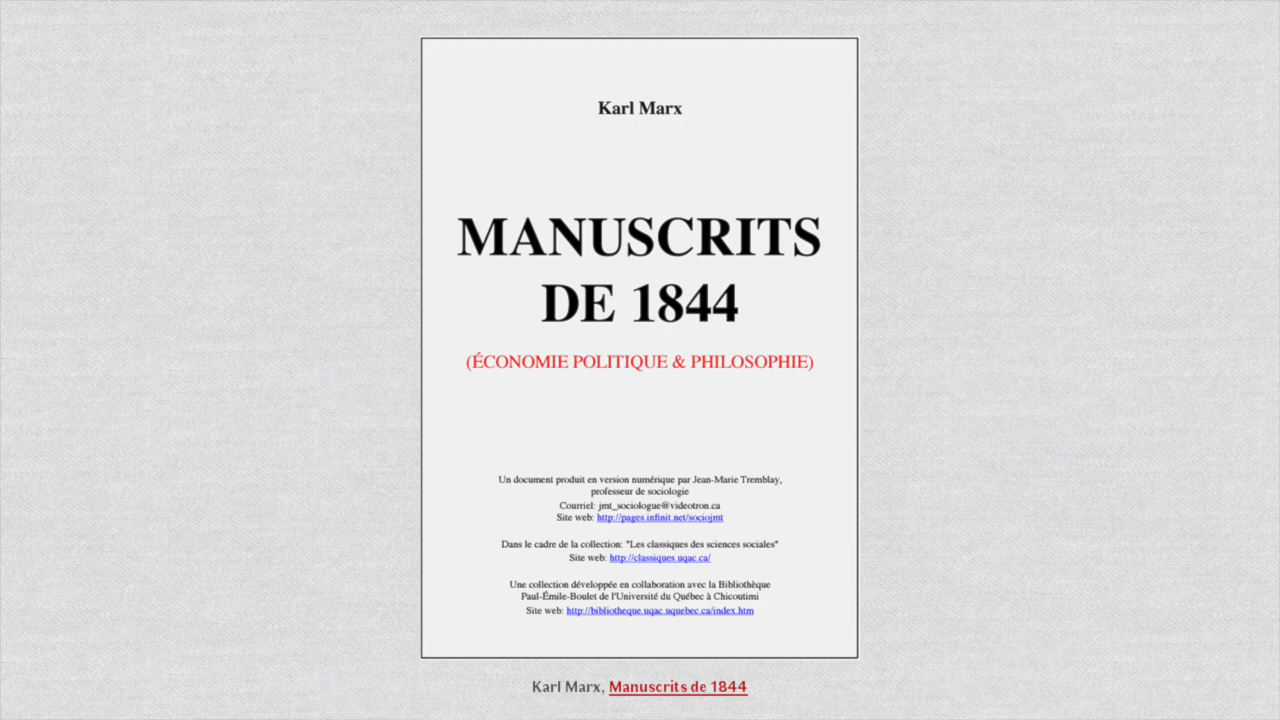 Karl Marx
MANUSCRITS
DE 1844
(ÉCONOMIE POLITIQUE & PHILOSOPHIE)
Un document produit en version numérique par Jean-Marie Tremblay,
professeur de sociologie
Courriel: jmt_sociologue@videotron.ca
Site web: http://pages.infinit.net/sociojmt
Dans le cadre de la collection: "Les classiques des sciences sociales"
Site web: http://classiques.uqac.ca/
Une collection développée en collaboration avec la Bibliothèque
Paul-Émile-Boulet de l'Université du Québec à Chicoutimi
Site web: http://bibliotheque.uqac.uquebec.ca/index.htm
Karl Marx, Manuscrits de 1844